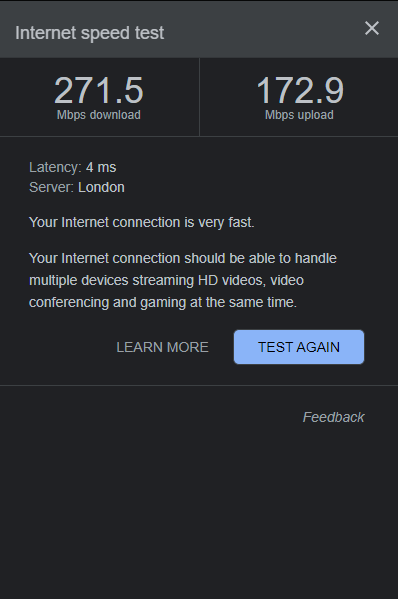 Internet speed test
271.5
Mbps download
172.9
Mbps upload
Latency: 4 ms
Server: London
Your Internet connection is very fast.
Your Internet connection should be able to handle
multiple devices streaming HD videos, video
conferencing and gaming at the same time.
LEARN MORE
TEST AGAIN
Feedback